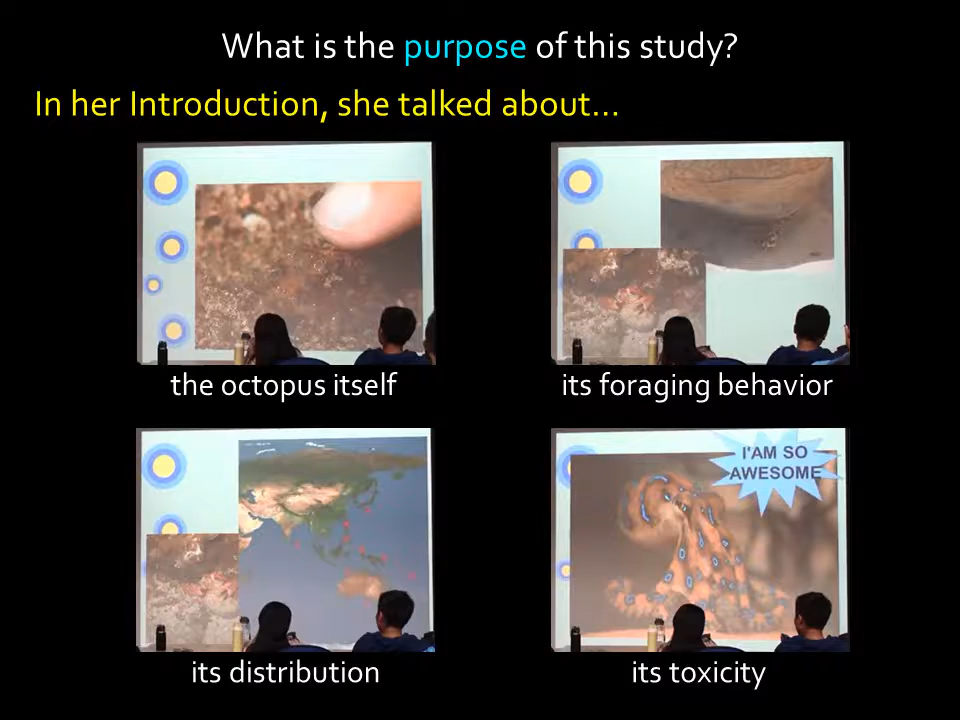 What is the purpose of this study?
In her Introduction, she talked about...
the octopus itself
its foraging behavior
I'AM SO
AWESOME
its distribution
its toxicity